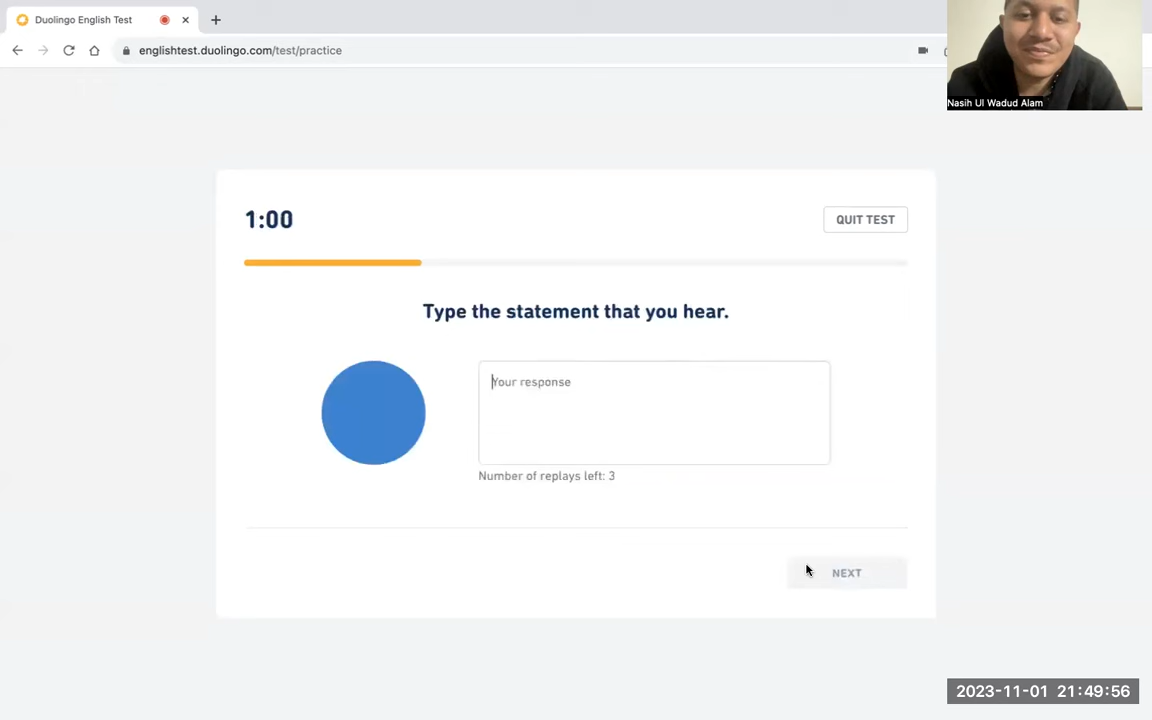 Duolingo English Test
englishtest.duolingo.com/test/practice
Nasih Ul Wadud Alam
1:00
QUIT TEST
Type the statement that you hear.
Your response
Number of replays left: 3
NEXT
2023-11-01 21:49:56